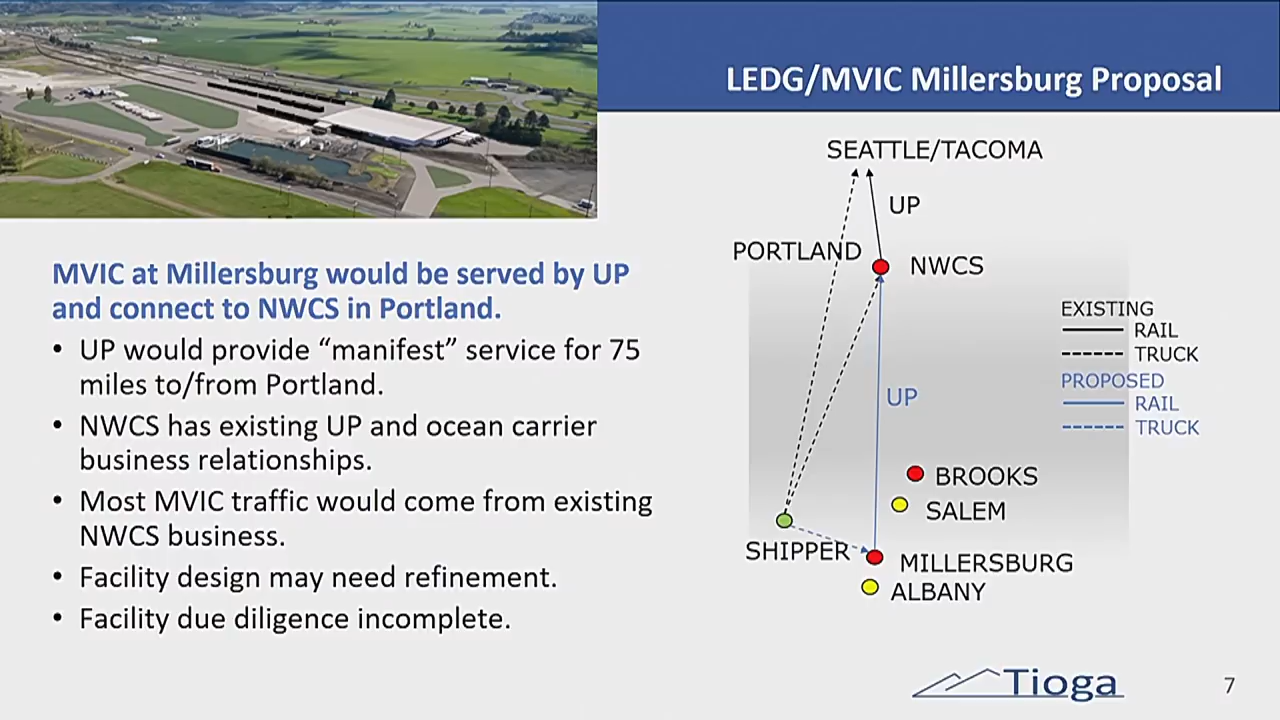 LEDG/MVIC Millersburg Proposal
MVIC at Millersburg would be served by UP
and connect to NWCS in Portland.
• UP would provide “manifest” service for 75
miles to/from Portland.
• NWCS has existing UP and ocean carrier
business relationships.
• Most MVIC traffic would come from existing
NWCS business.
• Facility design may need refinement.
• Facility due diligence incomplete.
SEATTLE/TACOMA
UP
PORTLAND
NWCS
UP
BROOKS
SALEM
SHIPPER
MILLERSBURG
ALBANY
EXISTING
RAIL
TRUCK
PROPOSED
RAIL
TRUCK
Tioga
7